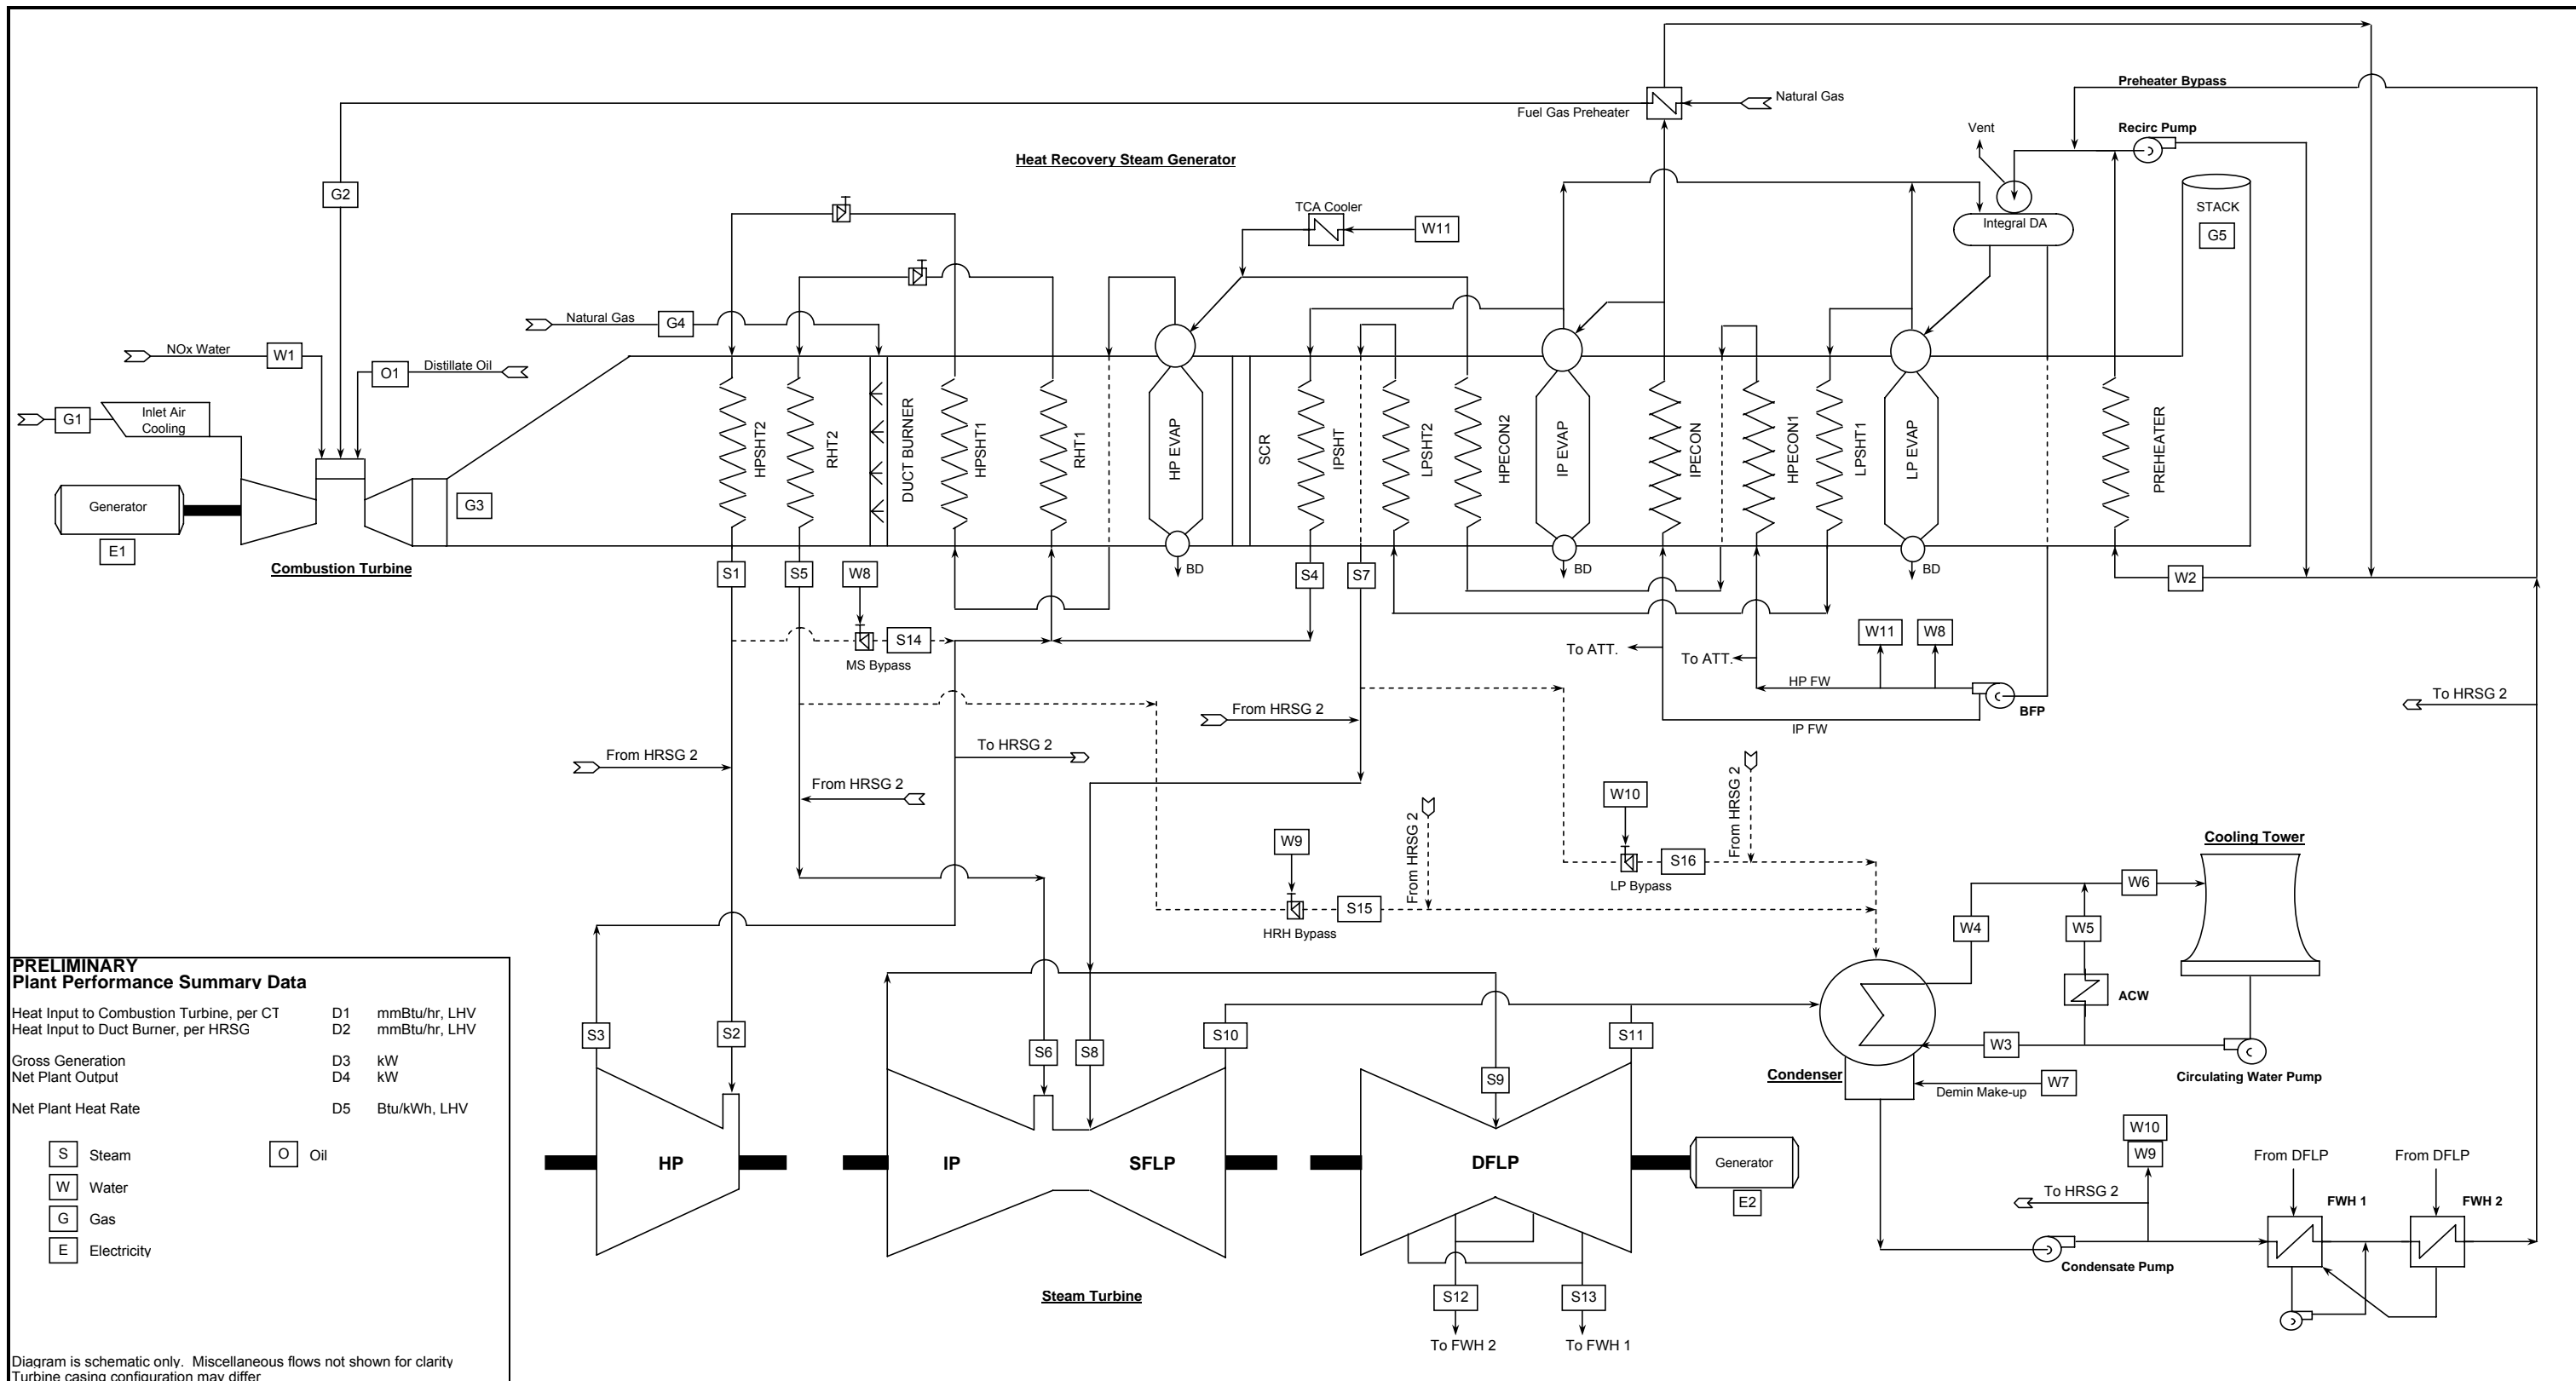 Preheater Bypass
Natural Gas
Fuel Gas Preheater
Vent
Recirc Pump
Heat Recovery Steam Generator
G2
TCA Cooler
W11
Integral DA
STACK
G5
Natural Gas
G4
NOx Water
W1
O1
Distillate Oil
G1
Inlet Air
Cooling
Generator
E1
G3
Combustion Turbine
HPSHT2
RHT2
DUCT BURNER
HPSHT1
RHT1
HP EVAP
SCR
IPSHT
LPSHT2
HPECON2
IP EVAP
IPECON
HPECON1
LPSHT1
LP EVAP
PREHEATER
S1
S5
W8
BD
S4
S7
BD
BD
W2
S14
MS Bypass
To ATT.
To ATT.
W11
W8
HP FW
BFP
IP FW
To HRSG 2
From HRSG 2
To HRSG 2
From HRSG 2
From HRSG 2
From HRSG 2
From HRSG 2
W10
S16
LP Bypass
W9
S15
HRH Bypass
Cooling Tower
W6
W4
W5
ACW
W3
Circulating Water Pump
Condenser
Demin Make-up
W7
S3
S2
S6
S8
S10
S9
S11
HP
IP
SFLP
DFLP
Generator
E2
Steam Turbine
S12
S13
To FWH 2
To FWH 1
W10
W9
To HRSG 2
Condensate Pump
From DFLP
From DFLP
FWH 1
FWH 2
PRELIMINARY
Plant Performance Summary Data
Heat Input to Combustion Turbine, per CT D1 mmBtu/hr, LHV
Heat Input to Duct Burner, per HRSG D2 mmBtu/hr, LHV
Gross Generation D3 kW
Net Plant Output D4 kW
Net Plant Heat Rate D5 Btu/kWh, LHV
S Steam O Oil
W Water
G Gas
E Electricity
Diagram is schematic only. Miscellaneous flows not shown for clarity
Turbine casing configuration may differ